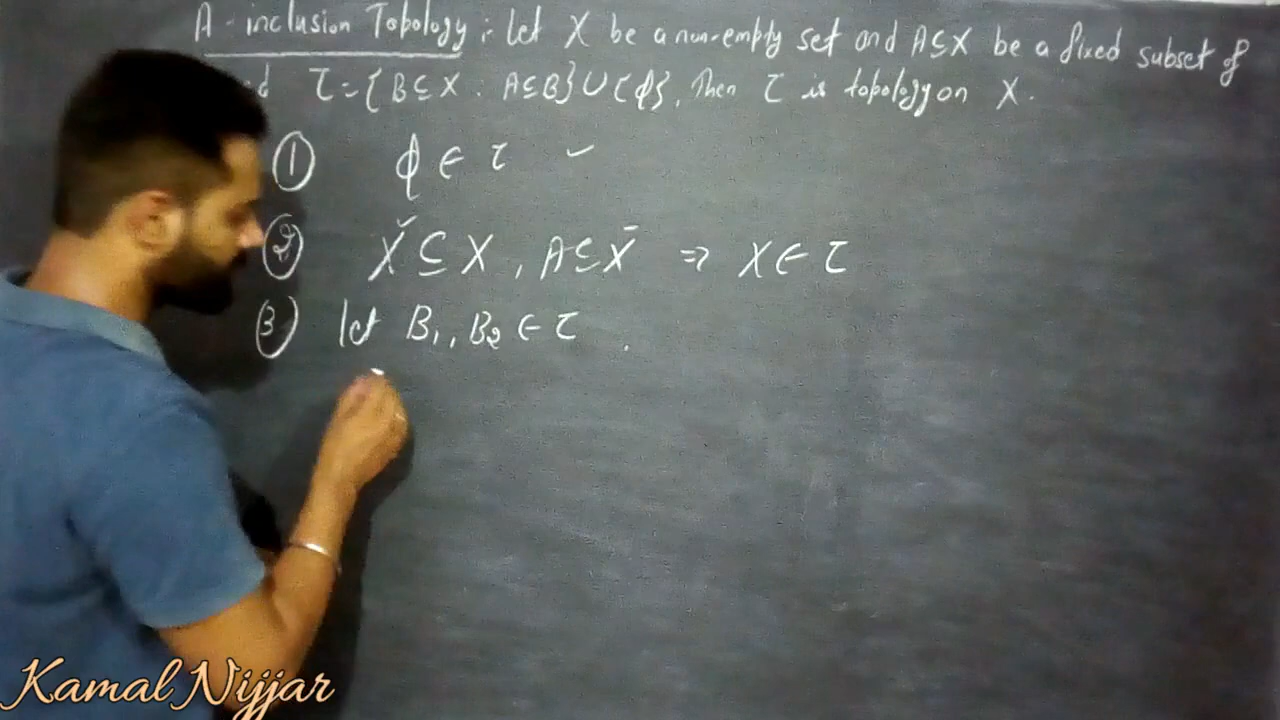 A - inclusion Topology :- Let X be a non-empty set and A⊆X be a fixed subset of
τ = {B⊆X : A⊆B} ∪ {ϕ}, Then τ is topology on X.
① ϕ ∈ τ ✓
② X ⊆ X , A⊆X ⇒ X ∈ τ
③ let B₁, B₂ ∈ τ .
Kamal Nijjar